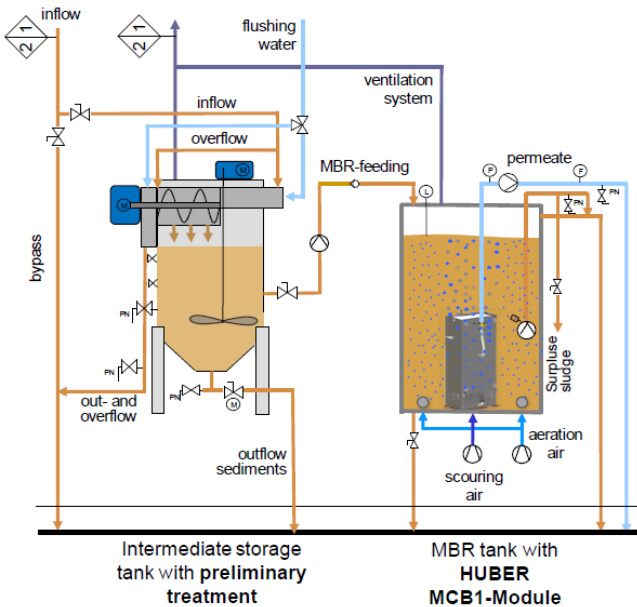 inflow
2 1
2 1
flushing
water
ventilation
system
inflow
overflow
MBR-feeding
permeate
M
M
L
P
F
PN
PN
bypass
PN
PN
PN
M
out- and
overflow
outflow
sediments
Surpluse
sludge
aeration
air
scouring
air
Intermediate storage
tank with preliminary
treatment
MBR tank with
HUBER
MCB1-Module